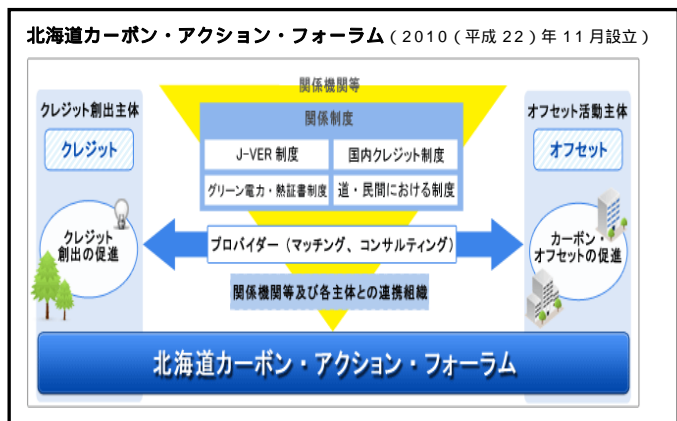 北海道カーボン・アクション・フォーラム（2010（平成22）年11月設立）
関係機関等
クレジット創出主体
クレジット
クレジット
創出の促進
関係制度
J-VER 制度
国内クレジット制度
グリーン電力・熱証書制度
道・民間における制度
プロバイダー（マッチング、コンサルティング）
関係機関等及び各主体との連携組織
オフセット活動主体
オフセット
カーボン・
オフセットの促進
北海道カーボン・アクション・フォーラム